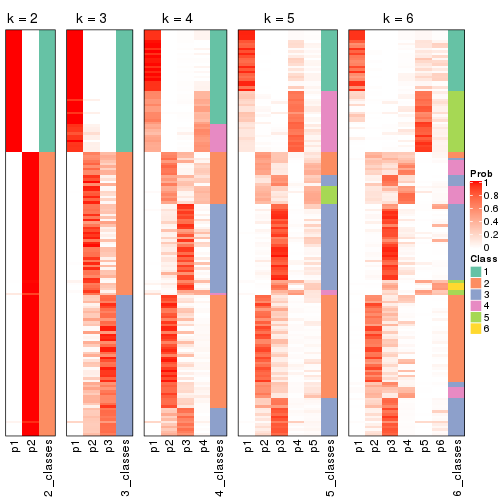 k = 2
k = 3
k = 4
k = 5
k = 6
Prob
1
0.8
0.6
0.4
0.2
0
Class
1
2
3
4
5
6
p1
p2
2_classes
p1
p2
p3
3_classes
p1
p2
p3
p4
4_classes
p1
p2
p3
p4
p5
5_classes
p1
p2
p3
p4
p5
p6
6_classes